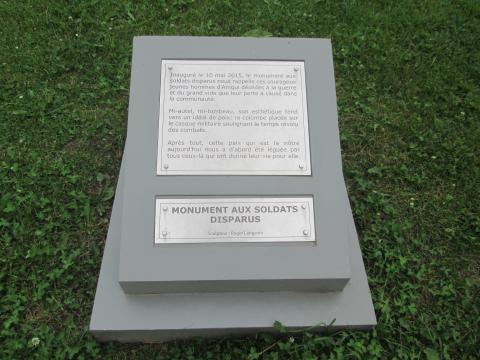 Inauguré le 10 mai 2015, le monument aux
soldats disparus nous rappelle ces courageux
jeunes hommes d'Amqui décédés à la guerre
et du grand vide que leur perte a causé dans
la communauté.
Mi-autel, mi-tombeau, son esthétique tend
vers un idéal de paix; la colombe placée sur
le casque militaire soulignant le temps révolu
des combats.
Après tout, cette paix qui est la nôtre
aujourd'hui nous a d'abord été léguée par
tous ceux-là qui ont donné leur vie pour elle.
MONUMENT AUX SOLDATS
DISPARUS
Sculpteur : Roger Langevin